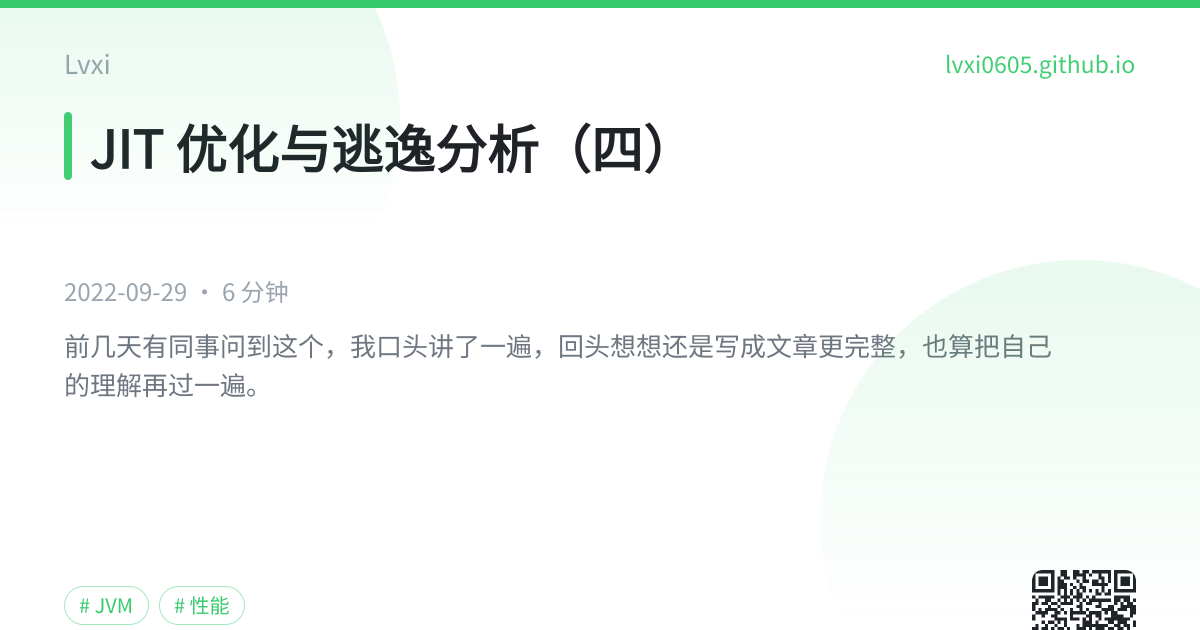 Lvxi
lvxi0605.github.io
JIT 优化与逃逸分析（四）
2022-09-29 · 6 分钟
前几天有同事问到这个，我口头讲了一遍，回头想想还是写成文章更完整，也算把自己
的理解再过一遍。
# JVM
# 性能